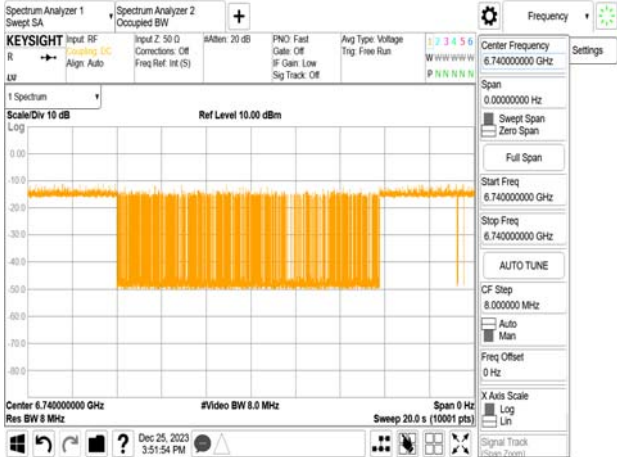 Spectrum Analyzer 1
Swept SA
Spectrum Analyzer 2
Occupied BW
+
Frequency
KEYSIGHT
R
Input: RF
Coupling: DC
Align: Auto
Input Z: 50 Ω
Corrections: Off
Freq Ref: Int (S)
#Atten: 20 dB
PNO: Fast
Gate: Off
IF Gain: Low
Sig Track: Off
Avg Type: Voltage
Trig: Free Run
1 2 3 4 5 6
W W W W W W
P N N N N N
1 Spectrum
Scale/Div 10 dB
Ref Level 10.00 dBm
Log
0.00
-10.0
-20.0
-30.0
-40.0
-50.0
-60.0
-70.0
-80.0
Center 6.740000000 GHz
#Video BW 8.0 MHz
Span 0 Hz
Res BW 8 MHz
Sweep 20.0 s (10001 pts)
?
Dec 25, 2023
3:51:54 PM
Center Frequency
6.740000000 GHz
Settings
Span
0.00000000 Hz
Swept Span
Zero Span
Full Span
Start Freq
6.740000000 GHz
Stop Freq
6.740000000 GHz
AUTO TUNE
CF Step
8.000000 MHz
Auto
Man
Freq Offset
0 Hz
X Axis Scale
Log
Lin
Signal Track
(Span Zoom)